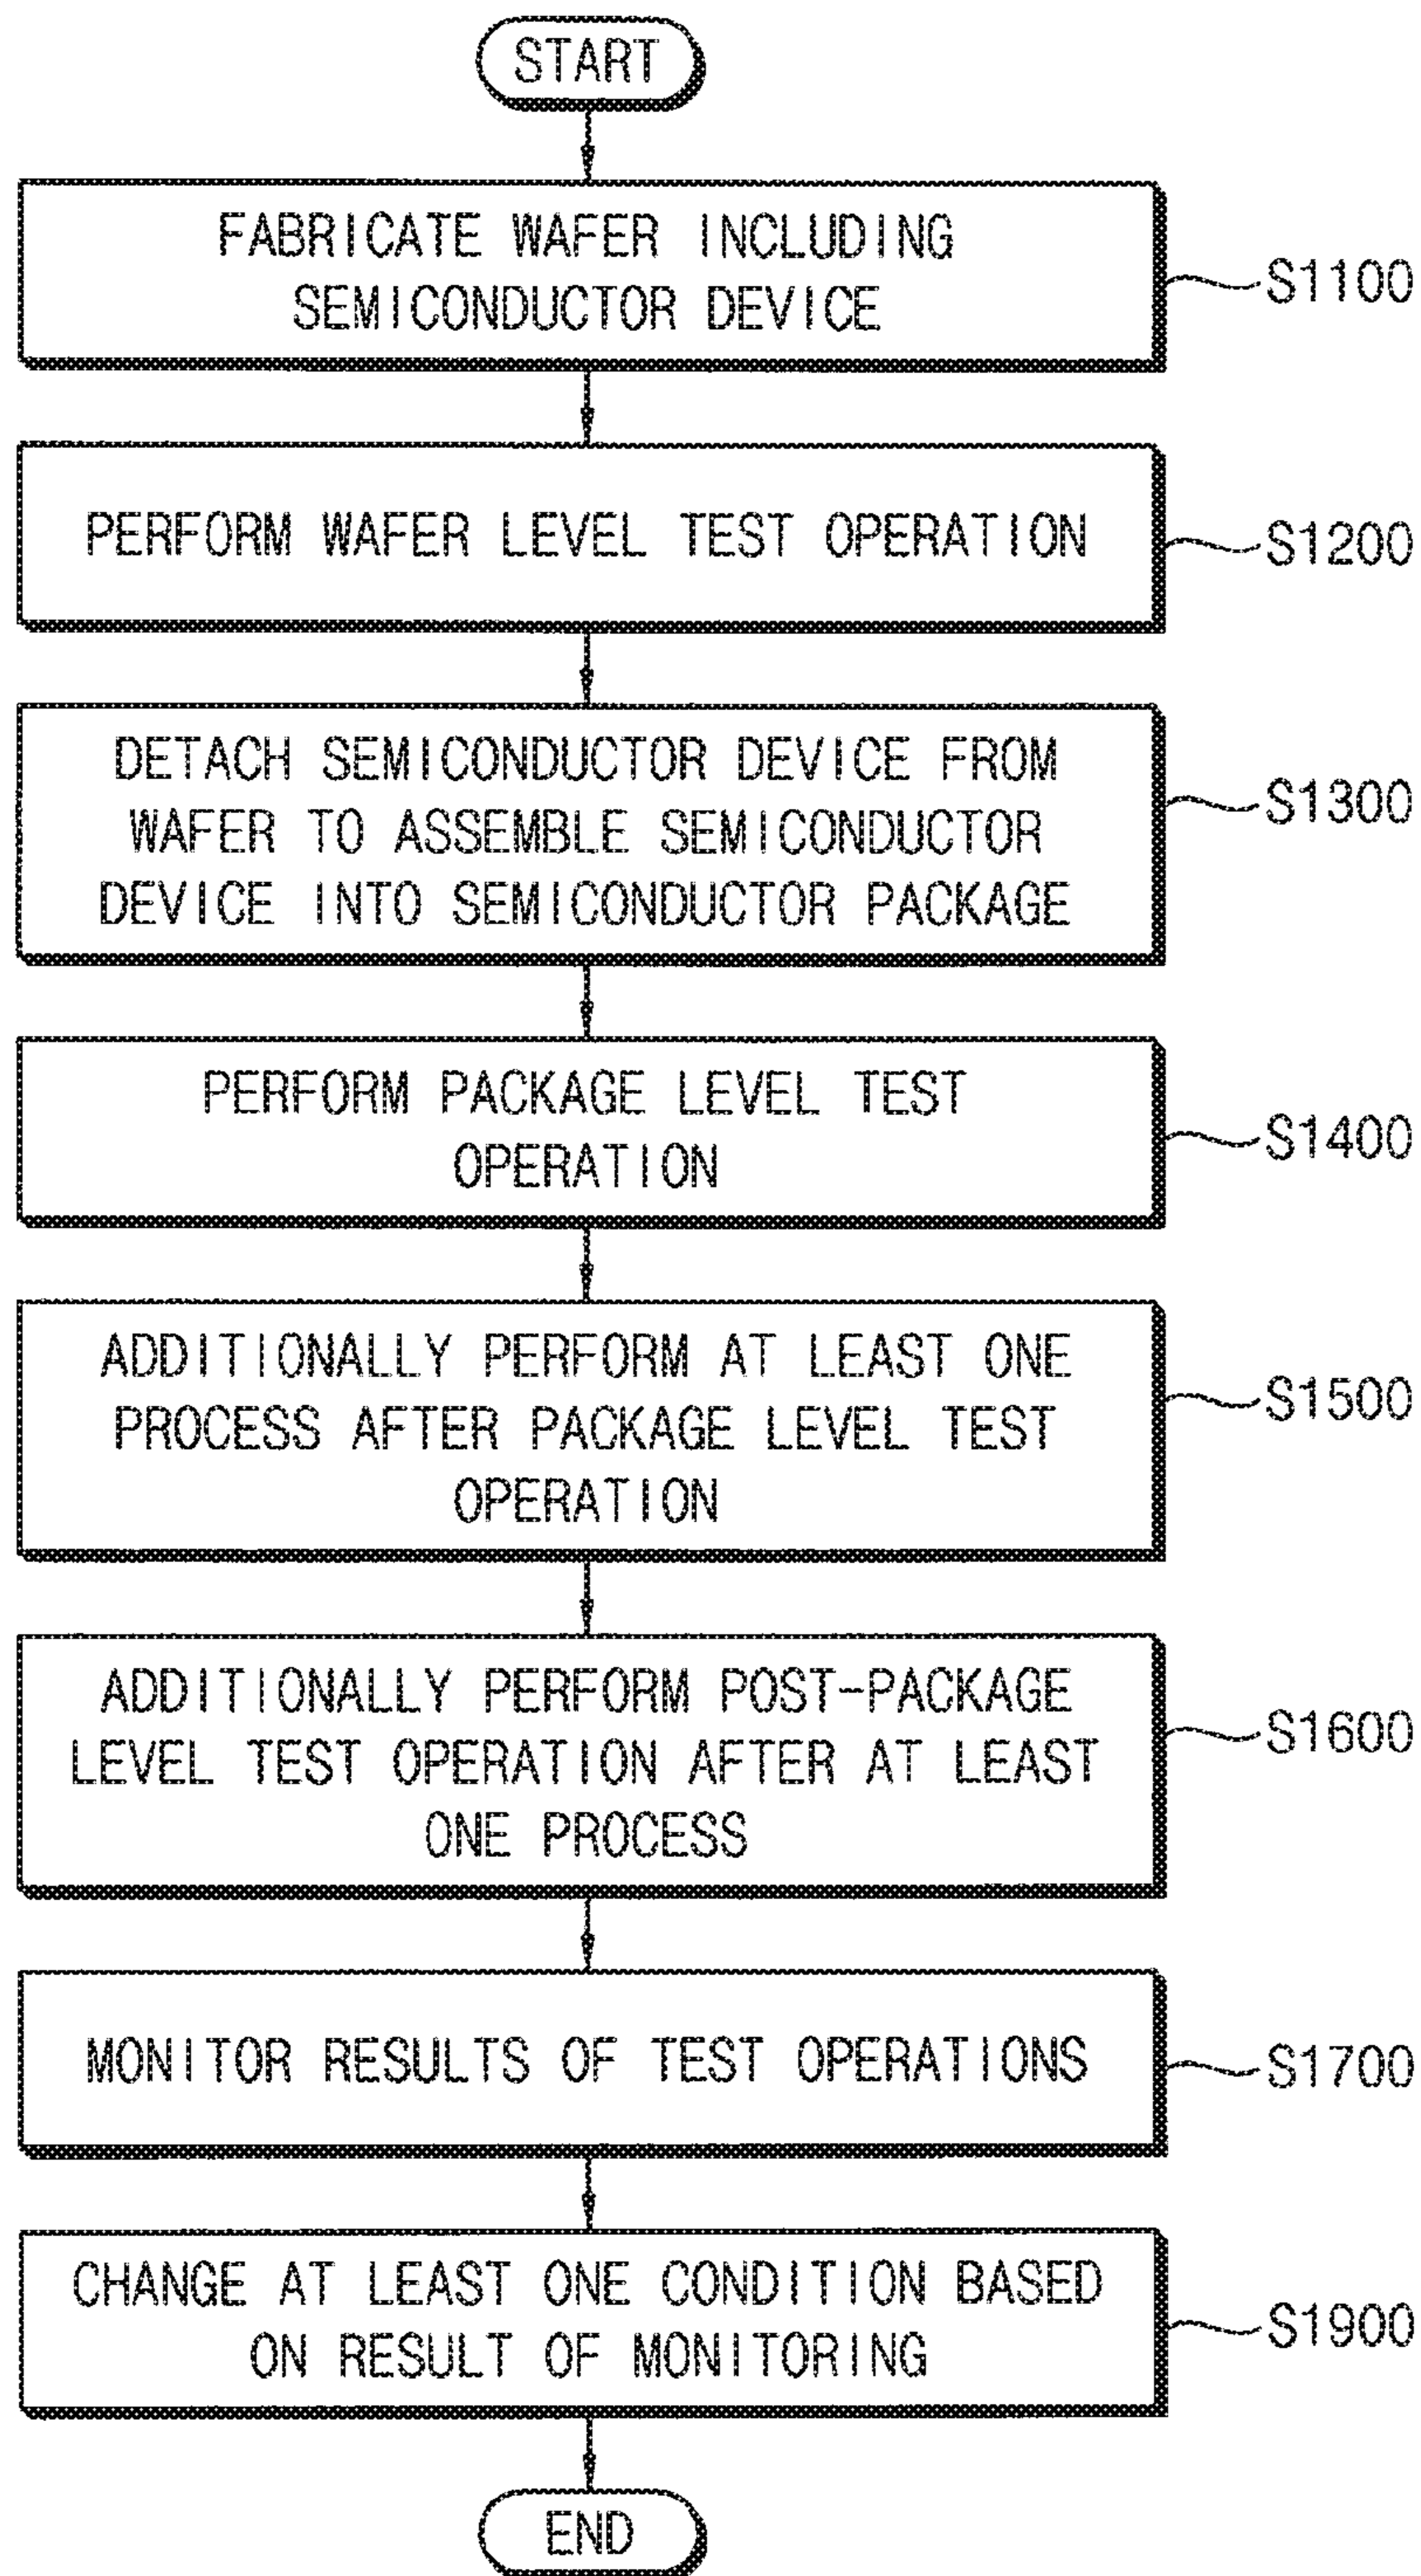 START
FABRICATE WAFER INCLUDING
SEMICONDUCTOR DEVICE
S1100
PERFORM WAFER LEVEL TEST OPERATION
S1200
DETACH SEMICONDUCTOR DEVICE FROM
WAFER TO ASSEMBLE SEMICONDUCTOR
DEVICE INTO SEMICONDUCTOR PACKAGE
S1300
PERFORM PACKAGE LEVEL TEST
OPERATION
S1400
ADDITIONALLY PERFORM AT LEAST ONE
PROCESS AFTER PACKAGE LEVEL TEST
OPERATION
S1500
ADDITIONALLY PERFORM POST-PACKAGE
LEVEL TEST OPERATION AFTER AT LEAST
ONE PROCESS
S1600
MONITOR RESULTS OF TEST OPERATIONS
S1700
CHANGE AT LEAST ONE CONDITION BASED
ON RESULT OF MONITORING
S1900
END